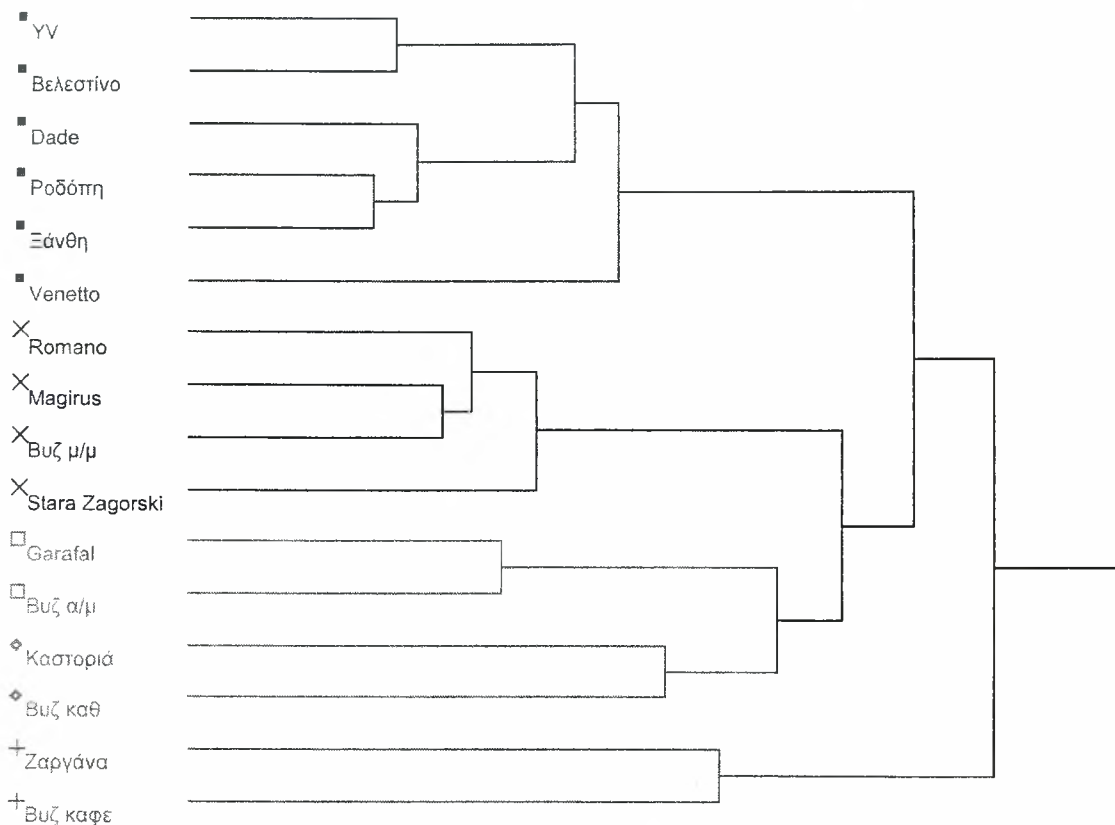 YV
Βελεστίνο
Dade
Ροδόπη
Ξάνθη
Venetto
Romano
Magirus
Βυζ μ/μ
Stara Zagorski
Garafal
Βυζ α/μ
Καστοριά
Βυζ καθ
Ζαργάνα
Βυζ καφε